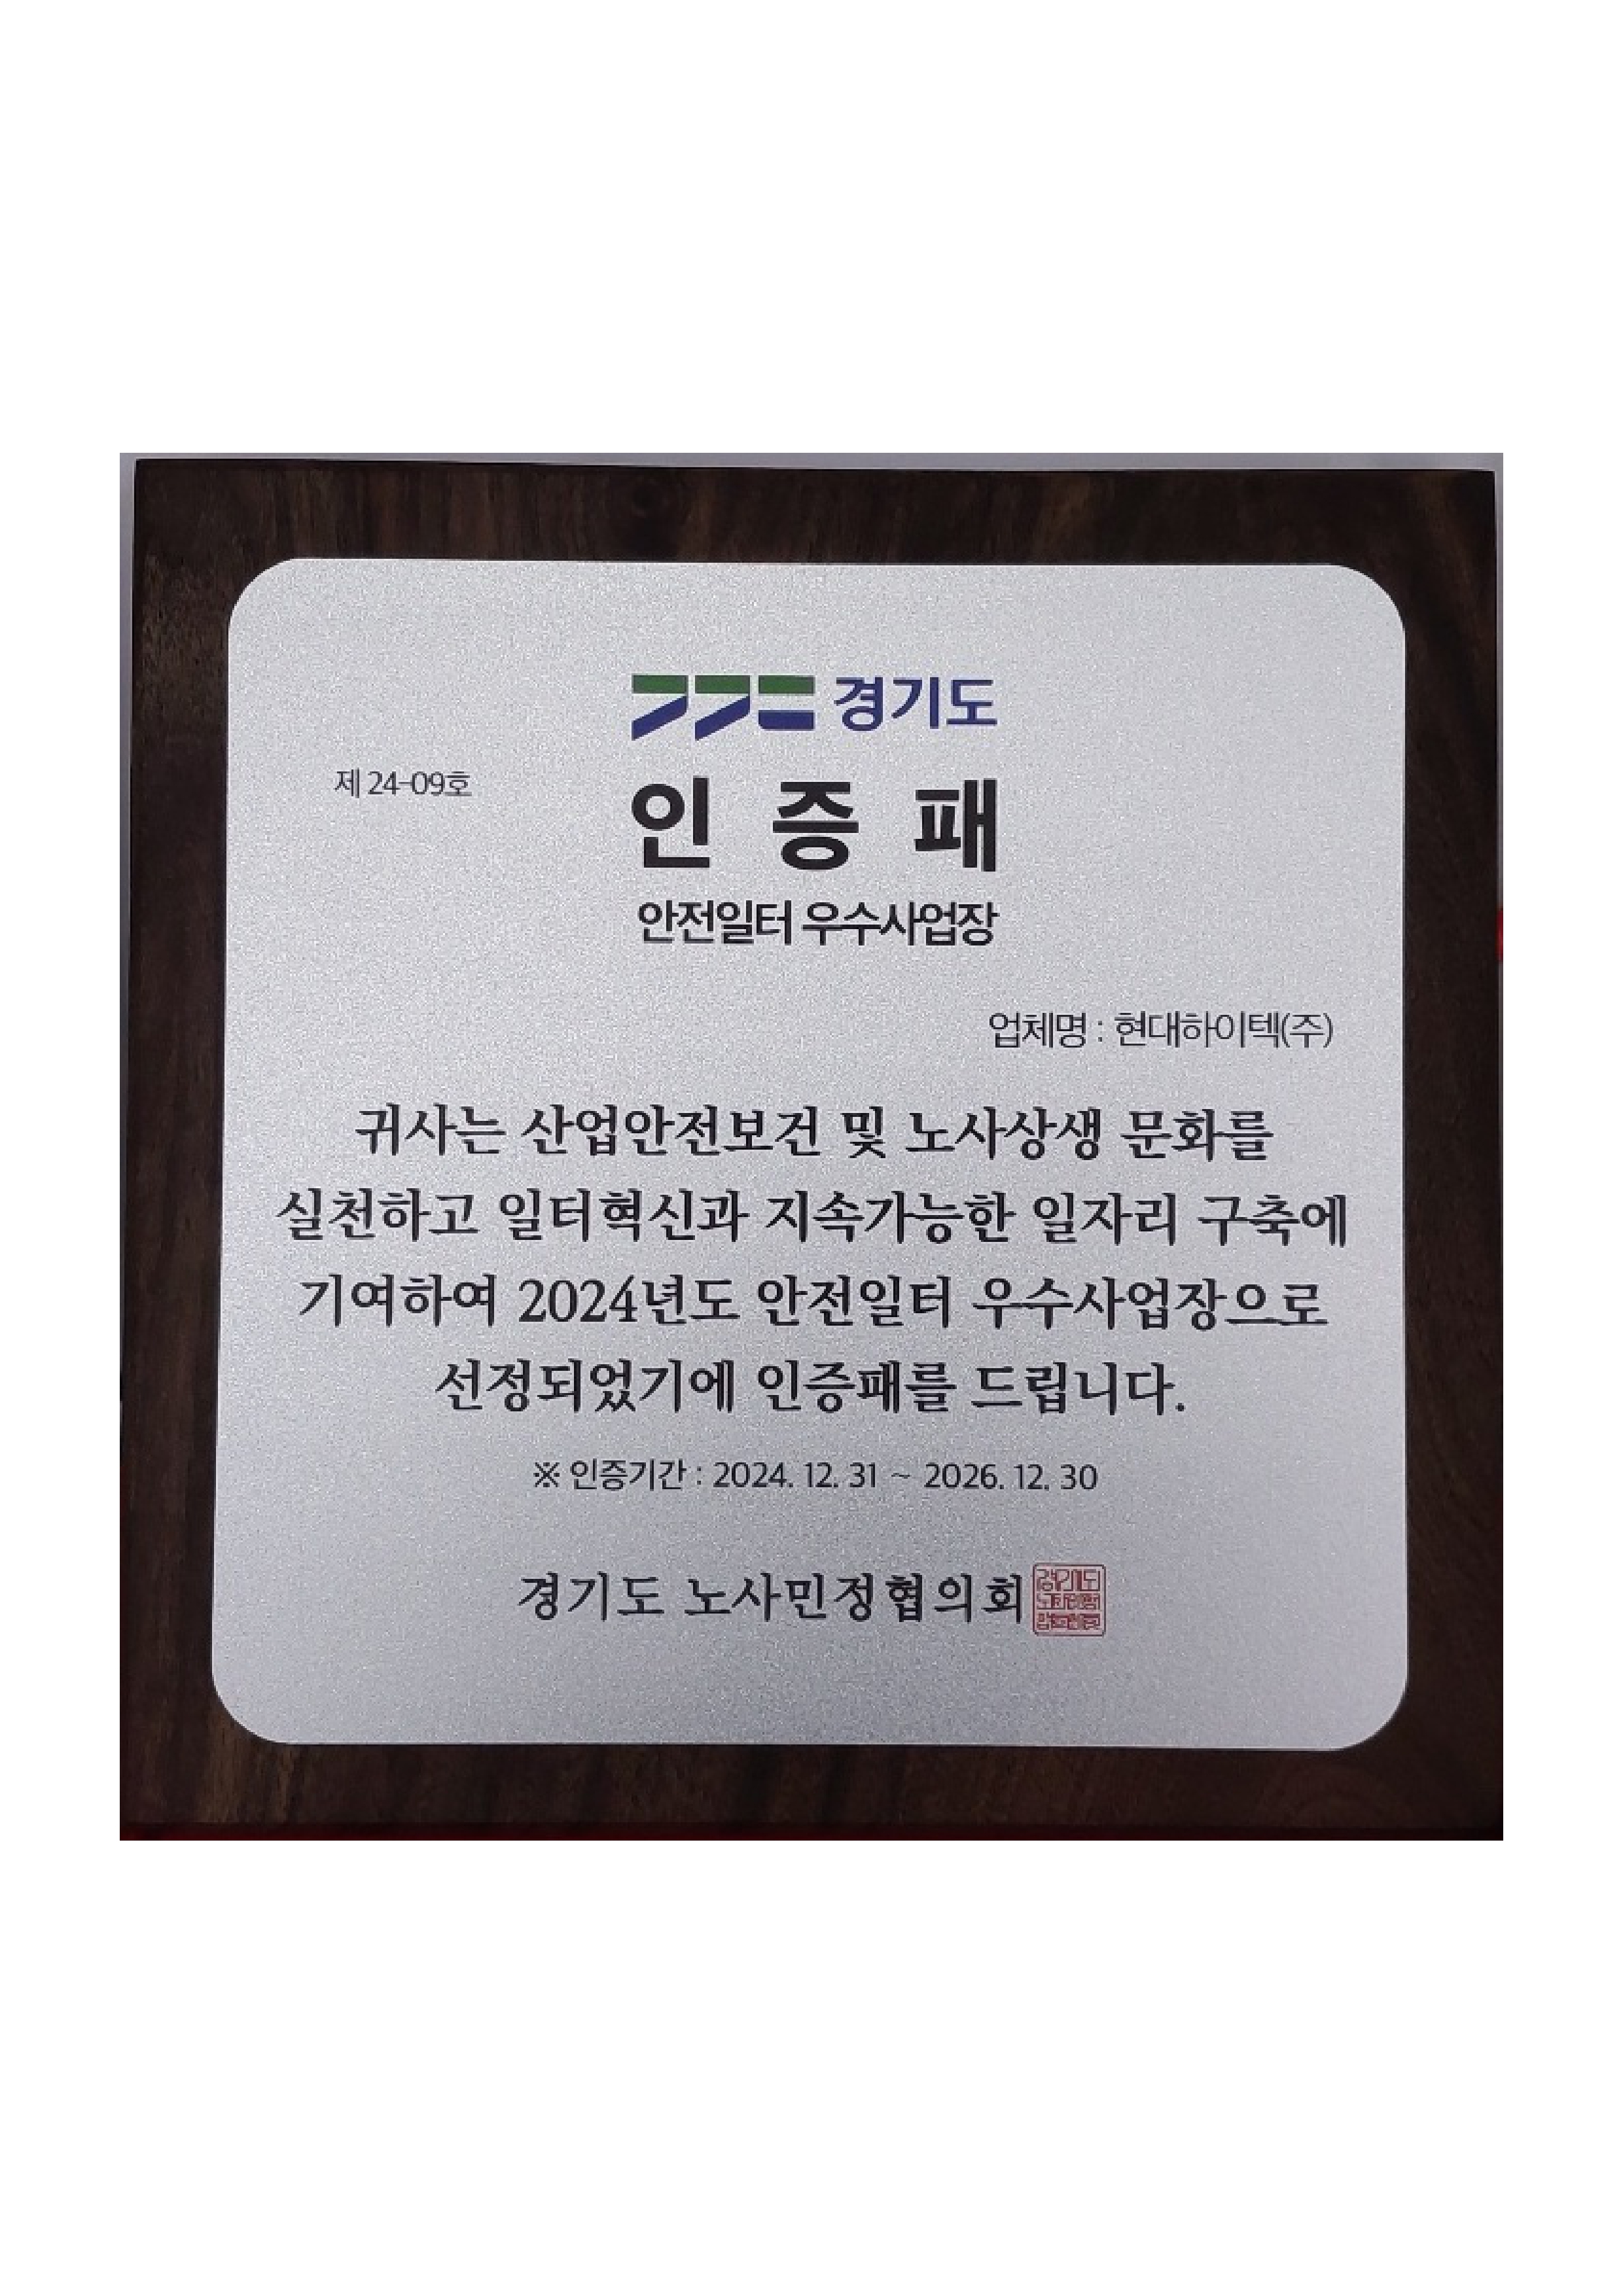 경기도
제 24-09호
인 증 패
안전일터 우수사업장
업체명 : 현대하이텍(주)
귀사는 산업안전보건 및 노사상생 문화를
실천하고 일터혁신과 지속가능한 일자리 구축에
기여하여 2024년도 안전일터 우수사업장으로
선정되었기에 인증패를 드립니다.
※ 인증기간 : 2024. 12. 31 ~ 2026. 12. 30
경기도 노사민정협의회